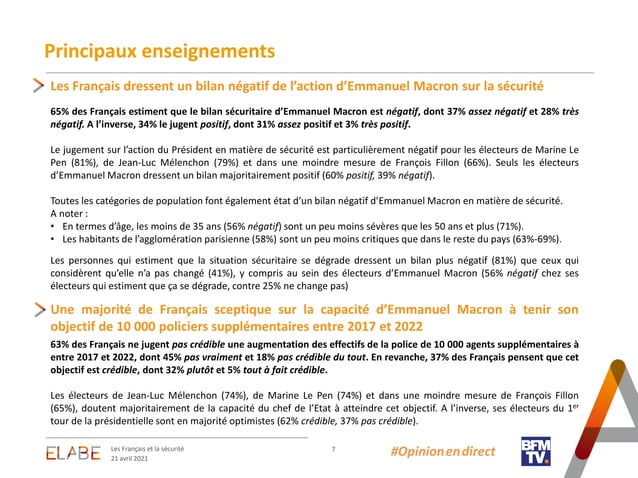 Principaux enseignements
Les Français dressent un bilan négatif de l’action d’Emmanuel Macron sur la sécurité
65% des Français estiment que le bilan sécuritaire d’Emmanuel Macron est négatif, dont 37% assez négatif et 28% très
négatif. A l’inverse, 34% le jugent positif, dont 31% assez positif et 3% très positif.
Le jugement sur l’action du Président en matière de sécurité est particulièrement négatif pour les électeurs de Marine Le
Pen (81%), de Jean-Luc Mélenchon (79%) et dans une moindre mesure de François Fillon (66%). Seuls les électeurs
d’Emmanuel Macron dressent un bilan majoritairement positif (60% positif, 39% négatif).
Toutes les catégories de population font également état d’un bilan négatif d’Emmanuel Macron en matière de sécurité.
A noter :
• En termes d’âge, les moins de 35 ans (56% négatif) sont un peu moins sévères que les 50 ans et plus (71%).
• Les habitants de l’agglomération parisienne (58%) sont un peu moins critiques que dans le reste du pays (63%-69%).
Les personnes qui estiment que la situation sécuritaire se dégrade dressent un bilan plus négatif (81%) que ceux qui
considèrent qu’elle n’a pas changé (41%), y compris au sein des électeurs d’Emmanuel Macron (56% négatif chez ses
électeurs qui estiment que ça se dégrade, contre 25% ne change pas)
Une majorité de Français sceptique sur la capacité d’Emmanuel Macron à tenir son
objectif de 10 000 policiers supplémentaires entre 2017 et 2022
63% des Français ne jugent pas crédible une augmentation des effectifs de la police de 10 000 agents supplémentaires à
entre 2017 et 2022, dont 45% pas vraiment et 18% pas crédible du tout. En revanche, 37% des Français pensent que cet
objectif est crédible, dont 32% plutôt et 5% tout à fait crédible.
Les électeurs de Jean-Luc Mélenchon (74%), de Marine Le Pen (74%) et dans une moindre mesure de François Fillon
(65%), doutent majoritairement de la capacité du chef de l’Etat à atteindre cet objectif. A l’inverse, ses électeurs du 1er
tour de la présidentielle sont en majorité optimistes (62% crédible, 37% pas crédible).
ELABE
Les Français et la sécurité
21 avril 2021
7
#Opinionendirect
BFM
TV.